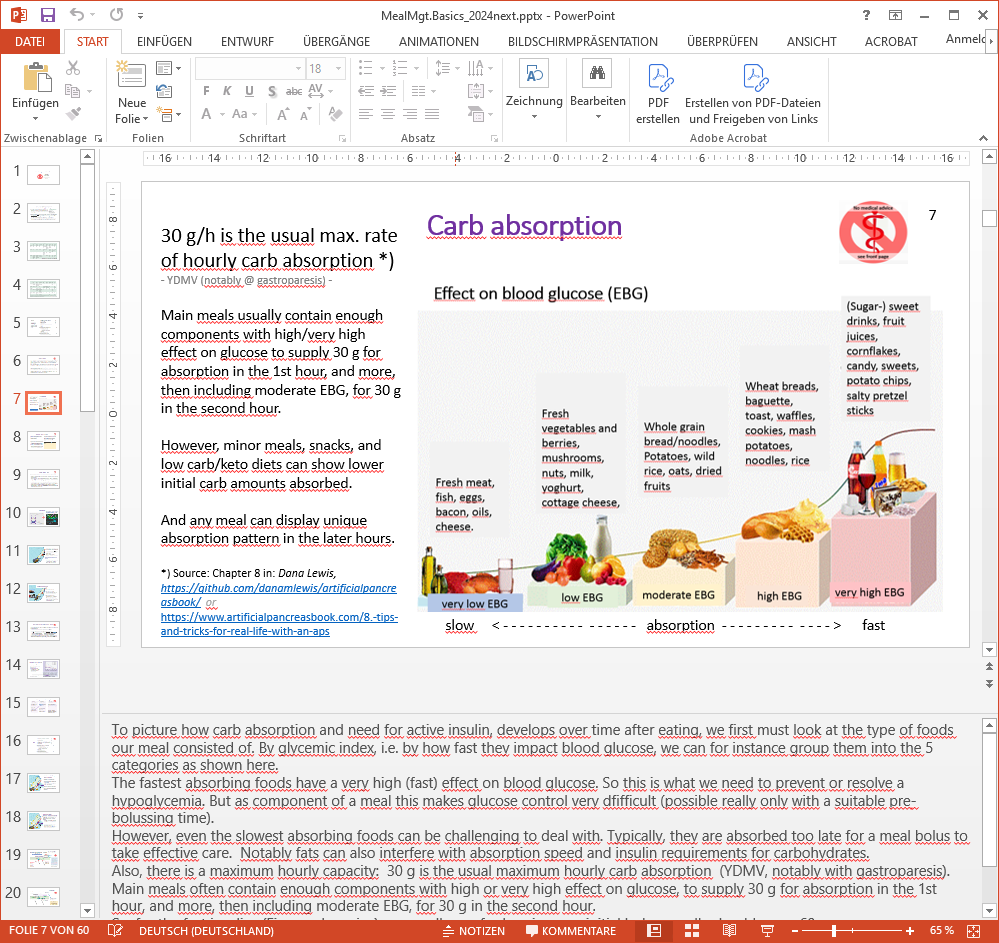 MealMgt.Basics_2024next.pptx - PowerPoint
DATEI START EINFÜGEN ENTWURF ÜBERGÄNGE ANIMATIONEN BILDSCHIRMPRÄSENTATION ÜBERPRÜFEN ANSICHT ACROBAT Anmelc
18
F K U S abc AV
A Aa A A
Einfügen
Neue
Folie
Zeichnung
Bearbeiten
PDF
erstellen
Erstellen von PDF-Dateien
und Freigeben von Links
Zwischenablage Folien Schriftart Absatz Adobe Acrobat
16 14 12 10 8 6 4 2 0 2 4 6 8 10 12 14 16
8
6
4
2
0
2
4
6
8
1
2
3
4
5
6
7
8
9
10
11
12
13
14
15
16
17
18
19
20
30 g/h is the usual max. rate
of hourly carb absorption *)
- YDMV (notably @ gastroparesis) -
Main meals usually contain enough
components with high/very high
effect on glucose to supply 30 g for
absorption in the 1st hour, and more,
then including moderate EBG, for 30 g
in the second hour.
However, minor meals, snacks, and
low carb/keto diets can show lower
initial carb amounts absorbed.
And any meal can display unique
absorption pattern in the later hours.
*) Source: Chapter 8 in: Dana Lewis,
https://github.com/danamlewis/artificialpancre
asbook/ or
https://www.artificialpancreasbook.com/8.-tips-
and-tricks-for-real-life-with-an-aps
Carb absorption
No medical advice
see front page
7
Effect on blood glucose (EBG)
Fresh meat,
fish, eggs,
bacon, oils,
cheese.
Fresh
vegetables and
berries,
mushrooms,
nuts, milk,
yoghurt,
cottage cheese,
Whole grain
bread/noodles,
Potatoes, wild
rice, oats, dried
fruits
Wheat breads,
baguette,
toast, waffles,
cookies, mash
potatoes,
noodles, rice
(Sugar-) sweet
drinks, fruit
juices,
cornflakes,
candy, sweets,
potato chips,
salty pretzel
sticks
very low EBG
low EBG
moderate EBG
high EBG
very high EBG
slow <- - - - - - - - - - - absorption - - - - - - - - - ---> fast
To picture how carb absorption and need for active insulin, develops over time after eating, we first must look at the type of foods
our meal consisted of. By glycemic index, i.e. by how fast they impact blood glucose, we can for instance group them into the 5
categories as shown here.
The fastest absorbing foods have a very high (fast) effect on blood glucose. So this is what we need to prevent or resolve a
hypoglycemia. But as component of a meal this makes glucose control very dfifficult (possible really only with a suitable pre-
bolussing time).
However, even the slowest absorbing foods can be challenging to deal with. Typically, they are absorbed too late for a meal bolus to
take effective care. Notably fats can also interfere with absorption speed and insulin requirements for carbohydrates.
Also, there is a maximum hourly capacity: 30 g is the usual maximum hourly carb absorption (YDMV, notably with gastroparesis).
Main meals often contain enough components with high or very high effect on glucose, to supply 30 g for absorption in the 1st
hour, and more, then including moderate EBG, for 30 g in the second hour.
FOLIE 7 VON 60 DEUTSCH (DEUTSCHLAND) NOTIZEN KOMMENTARE 65 %